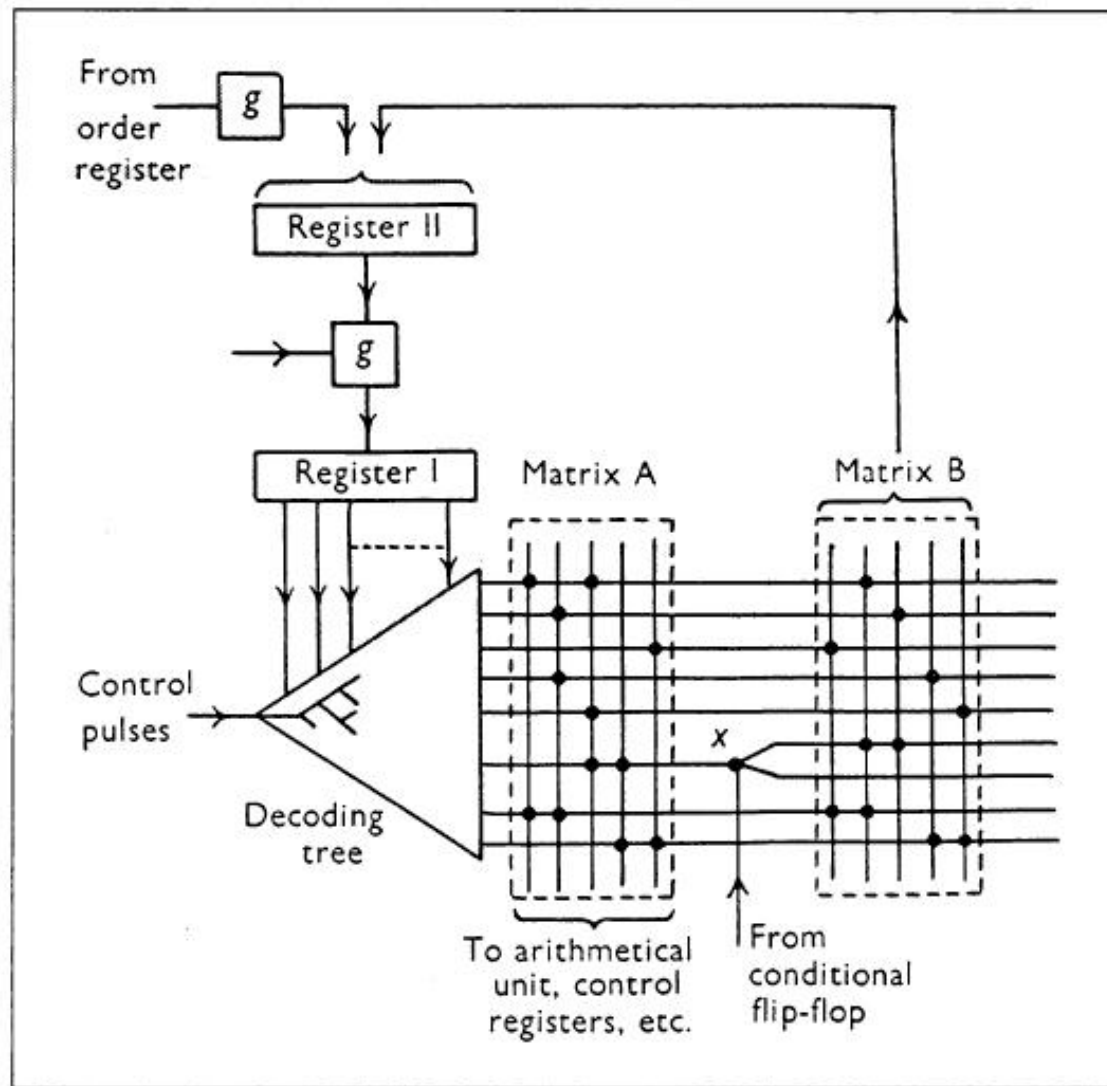 From
order
register
g
Register II
g
Register I
Matrix A
Matrix B
Control
pulses
x
Decoding
tree
To arithmetical
unit, control
registers, etc.
From
conditional
flip-flop